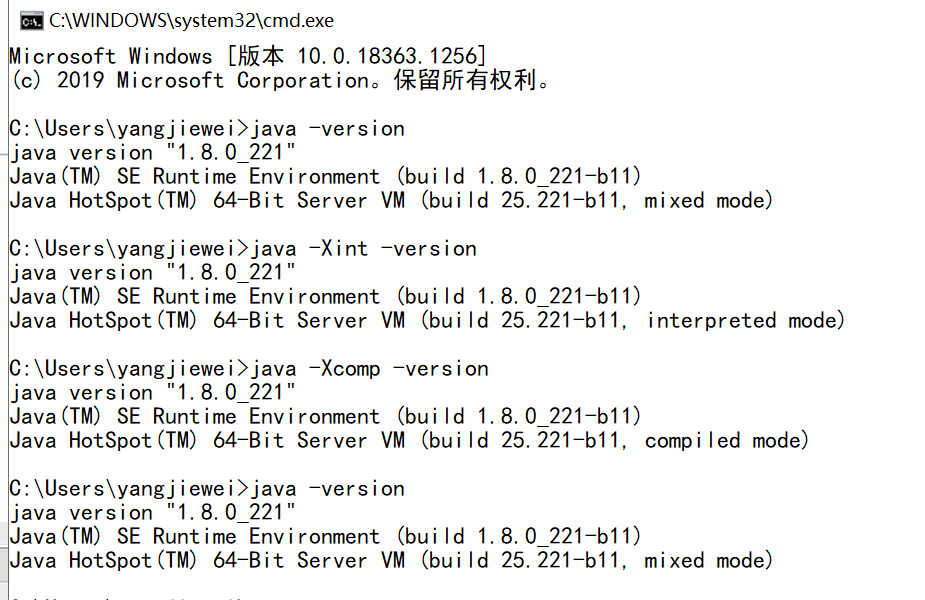 C:\WINDOWS\system32\cmd.exe
Microsoft Windows [版本 10.0.18363.1256]
(c) 2019 Microsoft Corporation。保留所有权利。
C:\Users\yangjiewei>java -version
java version "1.8.0_221"
Java(TM) SE Runtime Environment (build 1.8.0_221-b11)
Java HotSpot(TM) 64-Bit Server VM (build 25.221-b11, mixed mode)
C:\Users\yangjiewei>java -Xint -version
java version "1.8.0_221"
Java(TM) SE Runtime Environment (build 1.8.0_221-b11)
Java HotSpot(TM) 64-Bit Server VM (build 25.221-b11, interpreted mode)
C:\Users\yangjiewei>java -Xcomp -version
java version "1.8.0_221"
Java(TM) SE Runtime Environment (build 1.8.0_221-b11)
Java HotSpot(TM) 64-Bit Server VM (build 25.221-b11, compiled mode)
C:\Users\yangjiewei>java -version
java version "1.8.0_221"
Java(TM) SE Runtime Environment (build 1.8.0_221-b11)
Java HotSpot(TM) 64-Bit Server VM (build 25.221-b11, mixed mode)